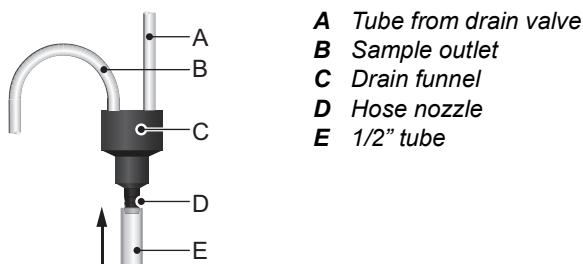 A
B
C
D
E
A Tube from drain valve
B Sample outlet
C Drain funnel
D Hose nozzle
E 1/2” tube